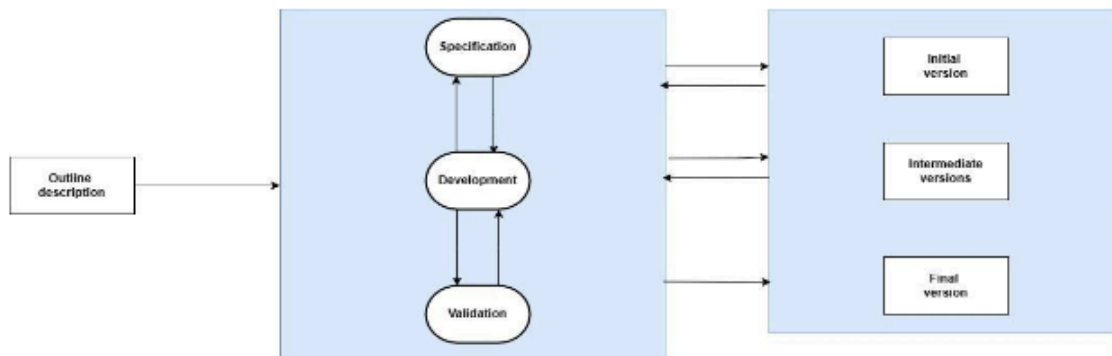 Specification
Initial
version
Outline
description
Development
Intermediate
versions
Validation
Final
version